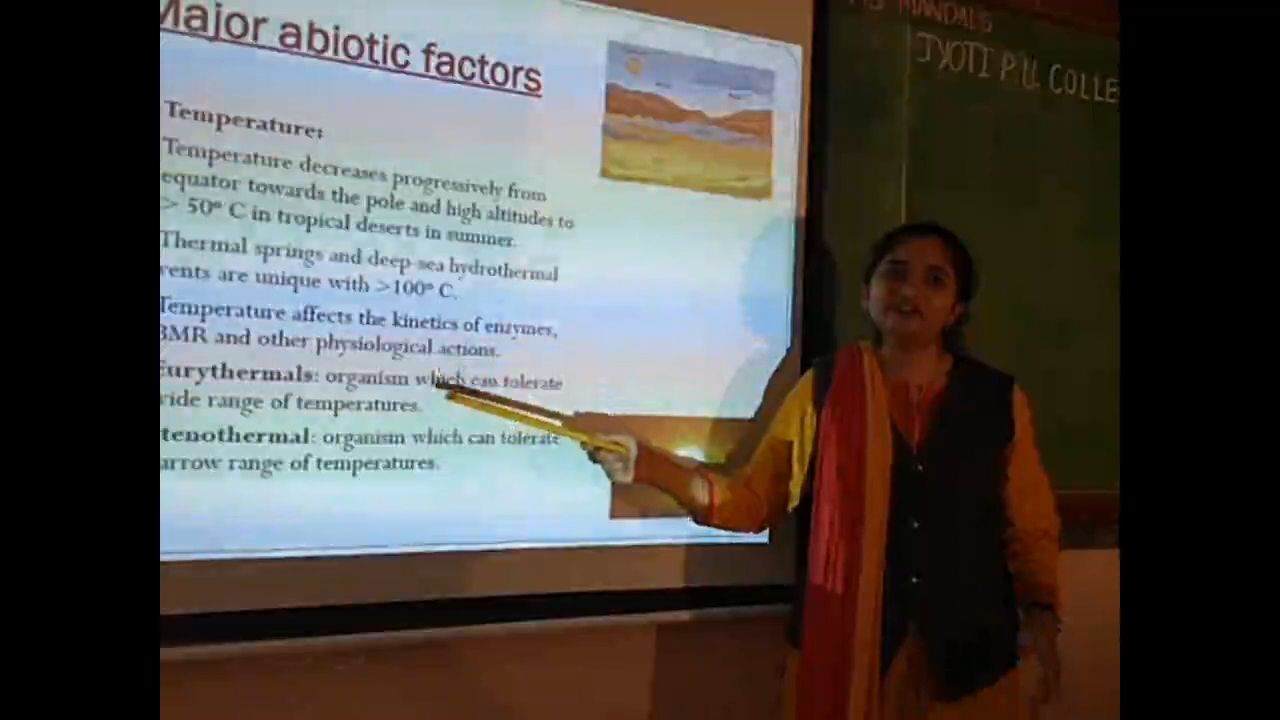 Major abiotic factors
Temperature:
Temperature decreases progressively from
equator towards the pole and high altitudes to
> 50° C in tropical deserts in summer.
Thermal springs and deep-sea hydrothermal
vents are unique with >100° C.
Temperature affects the kinetics of enzymes,
BMR and other physiological actions.
Eurythermals: organism which can tolerate
wide range of temperatures.
tenothermal: organism which can tolerate
arrow range of temperatures.
MANDAL'S
JYOTI P.U. COLLE